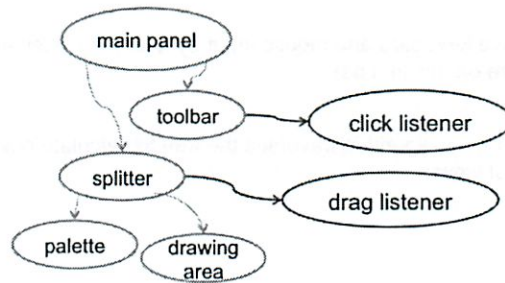 main panel
toolbar
click listener
splitter
drag listener
palette
drawing
area